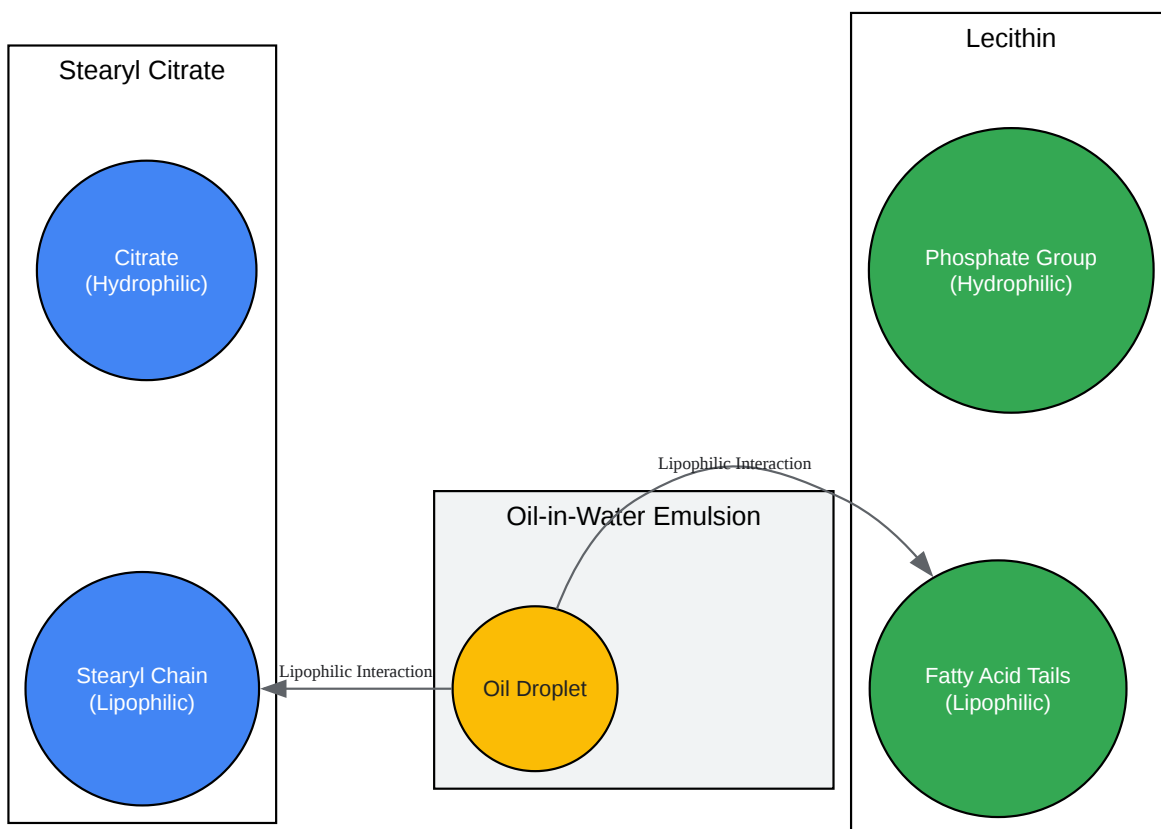 Stearyl Citrate
Citrate
(Hydrophilic)
Stearyl Chain
(Lipophilic)
Lipophilic Interaction
Oil-in-Water Emulsion
Oil Droplet
Lipophilic Interaction
Lecithin
Phosphate Group
(Hydrophilic)
Fatty Acid Tails
(Lipophilic)